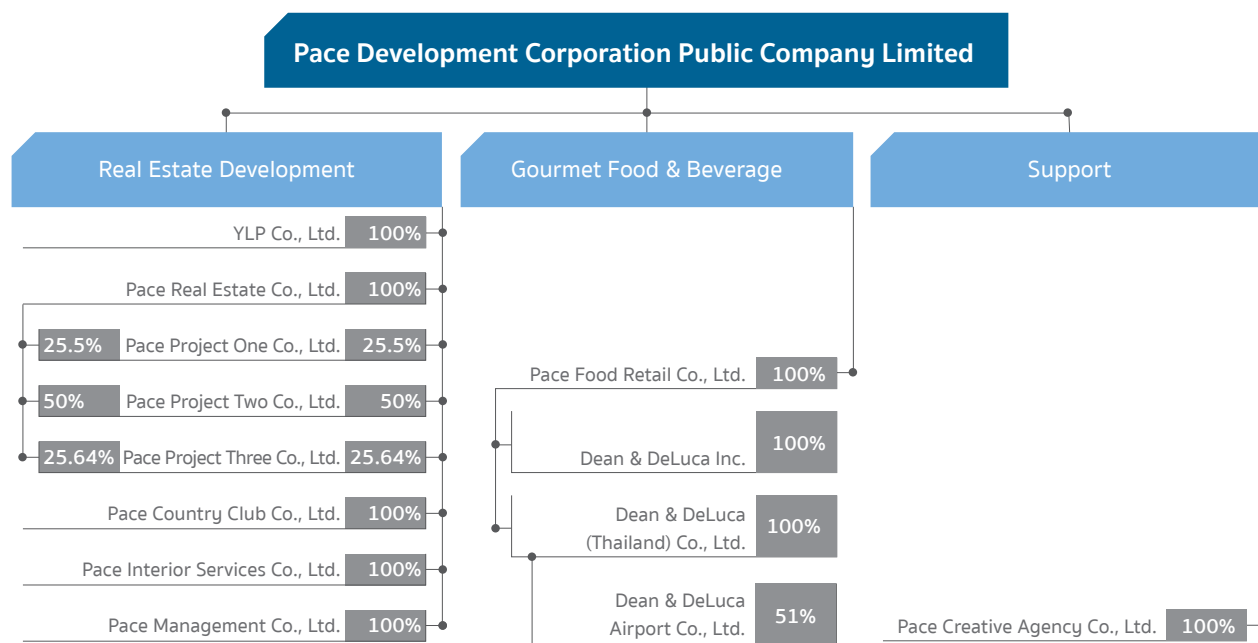 Pace Development Corporation Public Company Limited
Real Estate Development
YLP Co., Ltd. 100%
Pace Real Estate Co., Ltd. 100%
25.5% Pace Project One Co., Ltd. 25.5%
50% Pace Project Two Co., Ltd. 50%
25.64% Pace Project Three Co., Ltd. 25.64%
Pace Country Club Co., Ltd. 100%
Pace Interior Services Co., Ltd. 100%
Pace Management Co., Ltd. 100%
Gourmet Food & Beverage
Pace Food Retail Co., Ltd. 100%
Dean & DeLuca Inc. 100%
Dean & DeLuca
(Thailand) Co., Ltd. 100%
Dean & DeLuca
Airport Co., Ltd. 51%
Support
Pace Creative Agency Co., Ltd. 100%